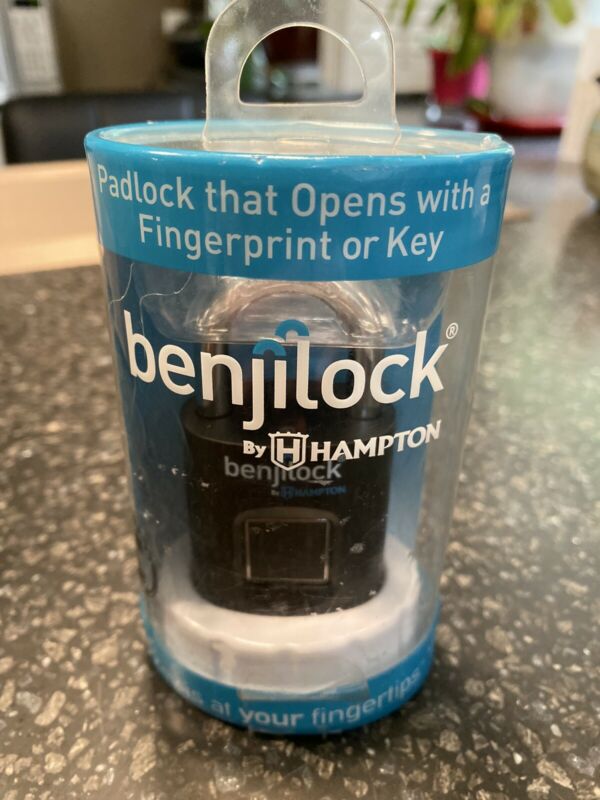 Padlock that Opens with a
Fingerprint or Key
benjilock®
By H HAMPTON
benjilock
By H HAMPTON
at your fingertips